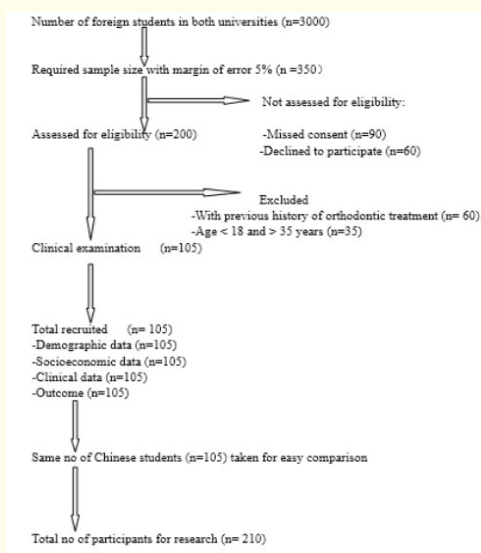 Number of foreign students in both universities (n=3000)
Required sample size with margin of error 5% (n =350)
Not assessed for eligibility:
Assessed for eligibility (n=200)
-Missed consent (n=90)
-Declined to participate (n=60)
Excluded
-With previous history of orthodontic treatment (n= 60)
-Age < 18 and > 35 years (n=35)
Clinical examination (n=105)
Total recruited (n= 105)
-Demographic data (n=105)
-Socioeconomic data (n=105)
-Clinical data (n=105)
-Outcome (n=105)
Same no of Chinese students (n=105) taken for easy comparison
Total no of participants for research (n= 210)